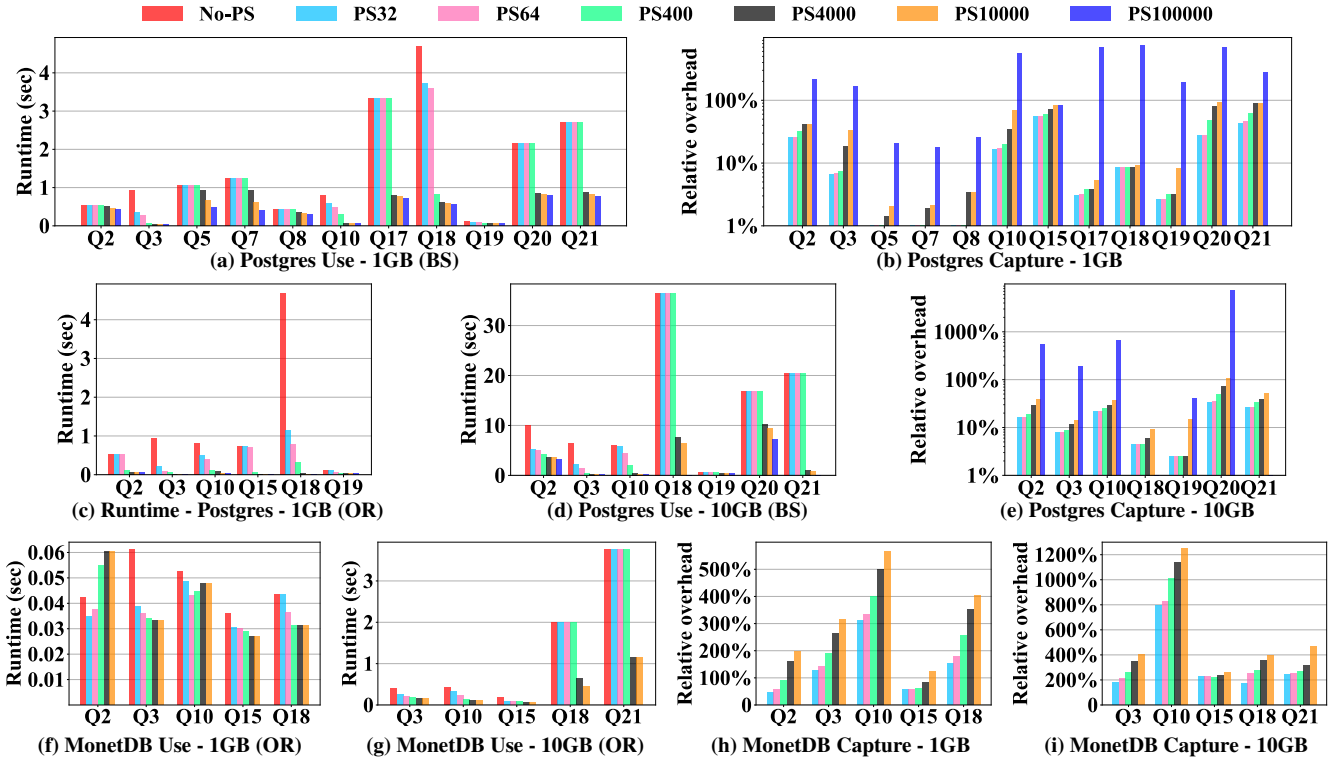 No-PS PS32 PS64 PS400 PS4000 PS10000 PS100000
Runtime (sec)
4
3
2
1
0
Q2 Q3 Q5 Q7 Q8 Q10 Q17 Q18 Q19 Q20 Q21
(a) Postgres Use - 1GB (BS)
Relative overhead
100%
10%
1%
Q2 Q3 Q5 Q7 Q8 Q10 Q15 Q17 Q18 Q19 Q20 Q21
(b) Postgres Capture - 1GB
Runtime (sec)
4
3
2
1
0
Q2 Q3 Q10 Q15 Q18 Q19
(c) Runtime - Postgres - 1GB (OR)
Runtime (sec)
30
20
10
0
Q2 Q3 Q10 Q18 Q19 Q20 Q21
(d) Postgres Use - 10GB (BS)
Relative overhead
1000%
100%
10%
1%
Q2 Q3 Q10 Q18 Q19 Q20 Q21
(e) Postgres Capture - 10GB
Runtime (sec)
0.06
0.05
0.04
0.03
0.02
0.01
Q2 Q3 Q10 Q15 Q18
(f) MonetDB Use - 1GB (OR)
Runtime (sec)
3
2
1
0
Q3 Q10 Q15 Q18 Q21
(g) MonetDB Use - 10GB (OR)
Relative overhead
500%
400%
300%
200%
100%
0%
Q2 Q3 Q10 Q15 Q18
(h) MonetDB Capture - 1GB
Relative overhead
1200%
1000%
800%
600%
400%
200%
0%
Q3 Q10 Q15 Q18 Q21
(i) MonetDB Capture - 10GB